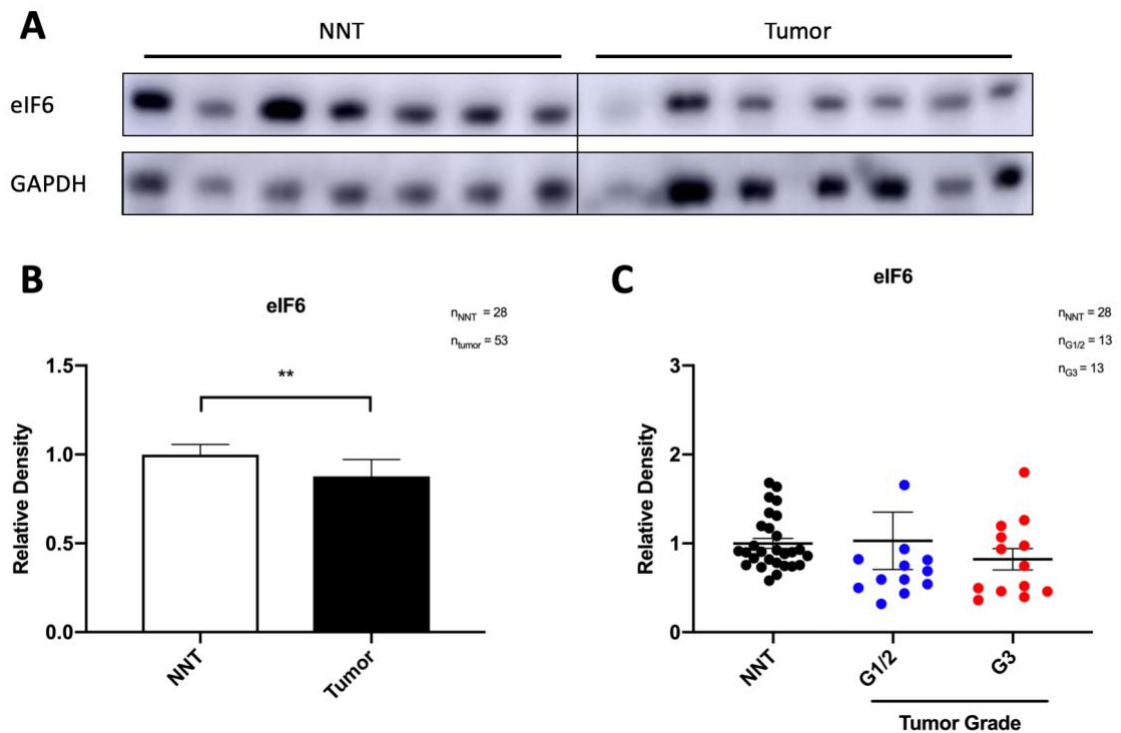 A
NNT
Tumor
eIF6
GAPDH
B
eIF6
nNNT = 28
ntumor = 53
1.5
**
1.0
0.5
0.0
Relative Density
NNT
Tumor
C
eIF6
nNNT = 28
nG1/2 = 13
nG3 = 13
3
2
1
0
Relative Density
NNT
G1/2
G3
Tumor Grade